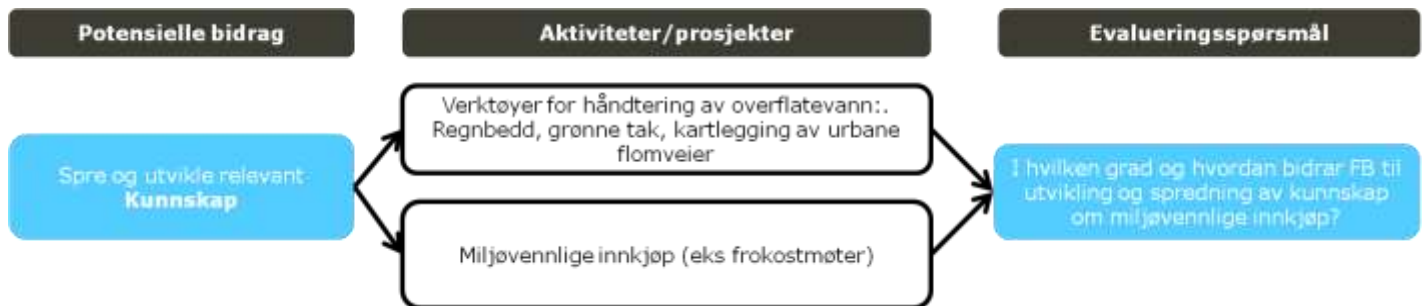 Potensielle bidrag
Aktiviteter/prosjekter
Evalueringsspørsmål
Spre og utvikle relevant
Kunnskap
Verktøyer for håndtering av overflatevann:.
Regnbedd, grønne tak, kartlegging av urbane
flomveier
Miljøvennlige innkjøp (eks frokostmøter)
I hvilken grad og hvordan bidrar FB til
utvikling og spredning av kunnskap
om miljøvennlige innkjøp?